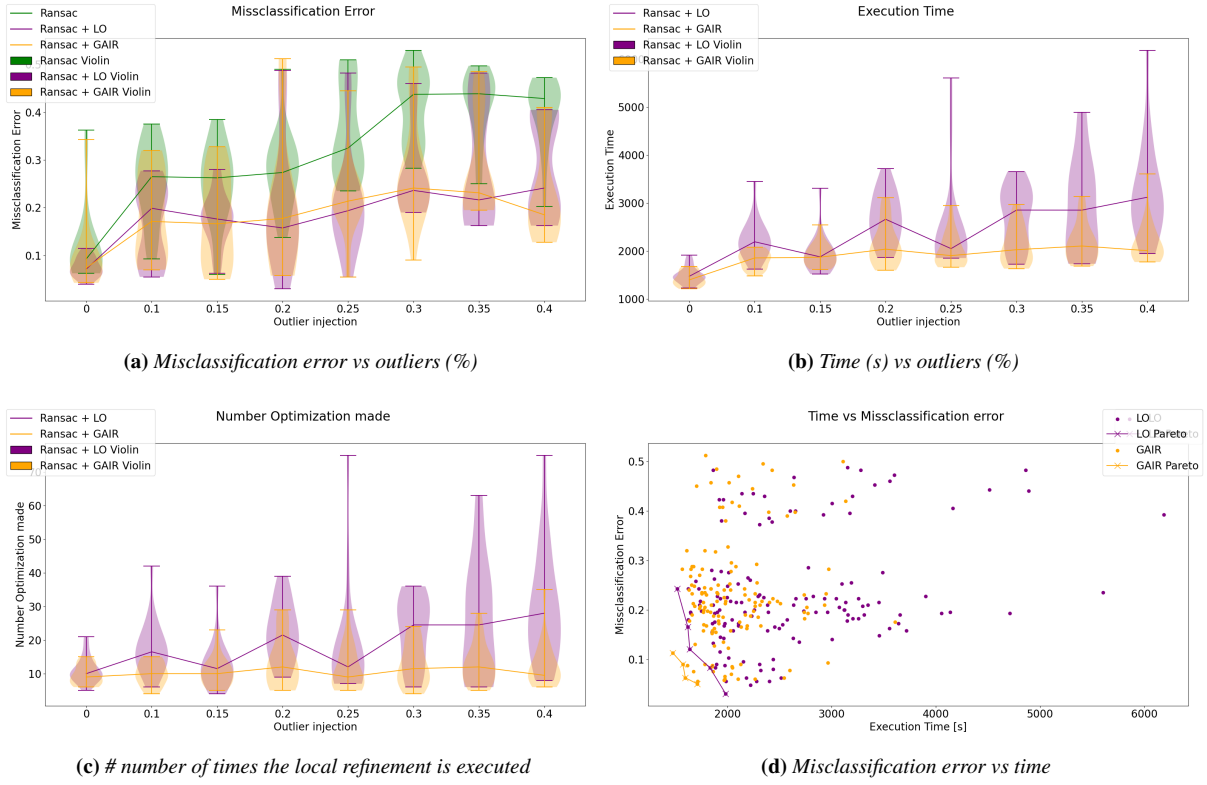 Missclassification Error
Ransac
Ransac + LO
Ransac + GAIR
Ransac Violin
Ransac + LO Violin
Ransac + GAIR Violin
Missclassification Error
0.4
0.3
0.2
0.1
0 0.1 0.15 0.2 0.25 0.3 0.35 0.4
Outlier injection
(a) Misclassification error vs outliers (%)
Execution Time
Ransac + LO
Ransac + GAIR
Ransac + LO Violin
Ransac + GAIR Violin
Execution Time
5000
4000
3000
2000
1000
0 0.1 0.15 0.2 0.25 0.3 0.35 0.4
Outlier injection
(b) Time (s) vs outliers (%)
Number Optimization made
Ransac + LO
Ransac + GAIR
Ransac + LO Violin
Ransac + GAIR Violin
Number Optimization made
60
50
40
30
20
10
0 0.1 0.15 0.2 0.25 0.3 0.35 0.4
Outlier injection
(c) # number of times the local refinement is executed
Time vs Missclassification error
LO
LO Pareto
GAIR
GAIR Pareto
Missclassification Error
0.5
0.4
0.3
0.2
0.1
2000 3000 4000 5000 6000
Execution Time [s]
(d) Misclassification error vs time